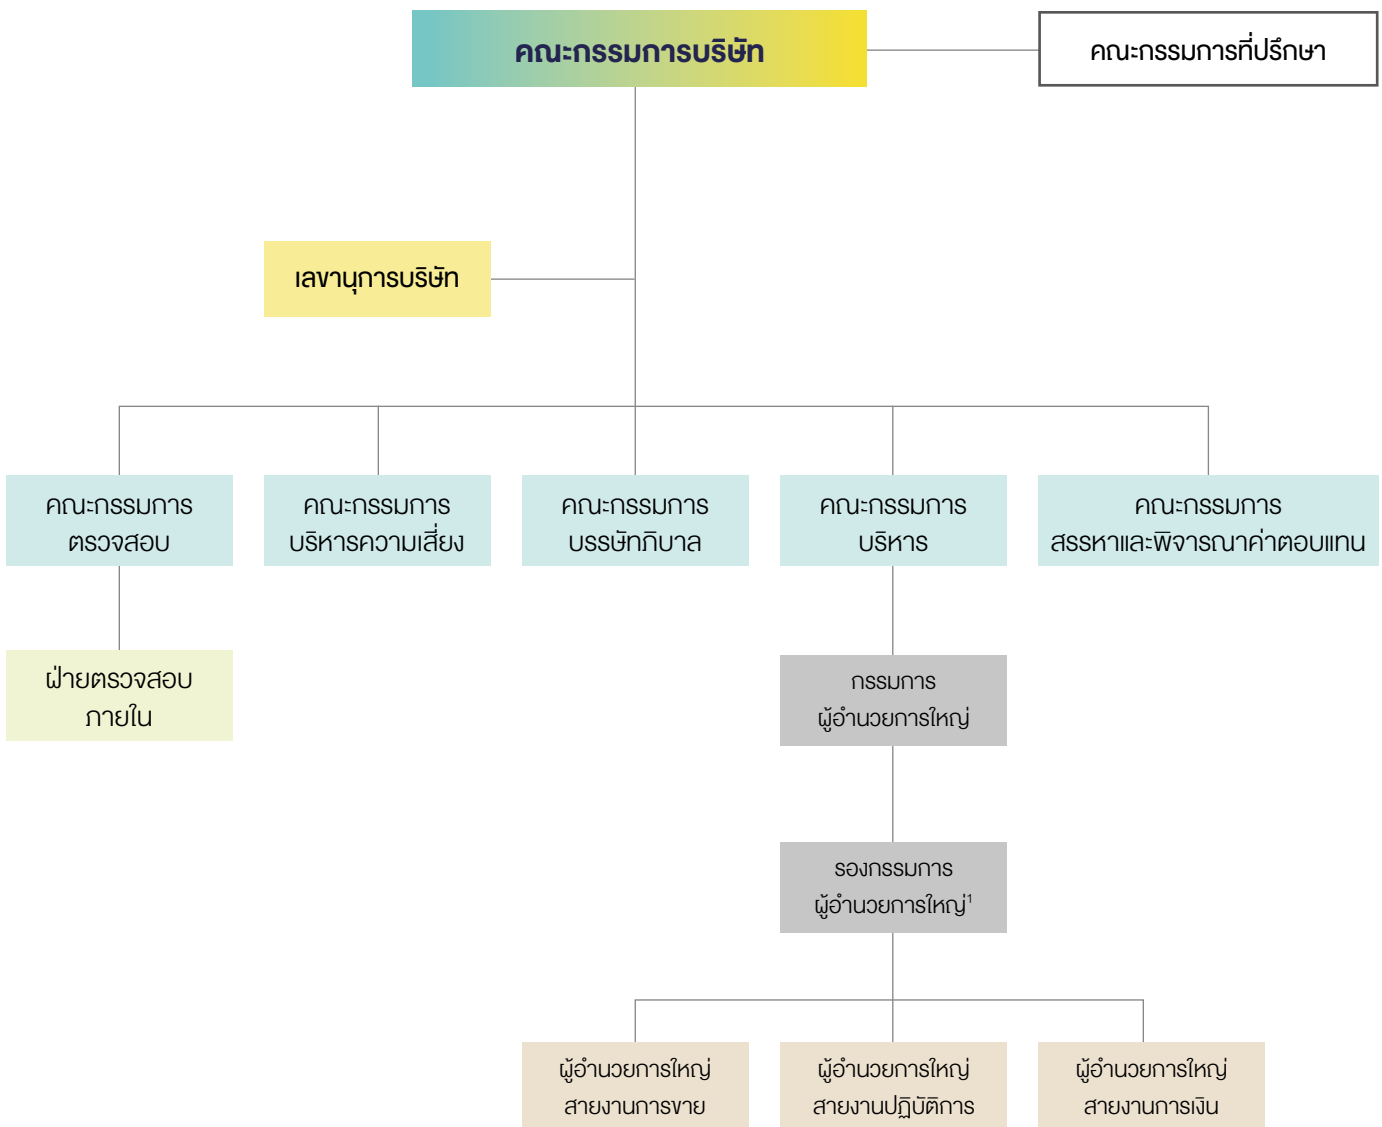 คณะกรรมการบริษัท
คณะกรรมการที่ปรึกษา
เลขานุการบริษัท
คณะกรรมการ
ตรวจสอบ
คณะกรรมการ
บริหารความเสี่ยง
คณะกรรมการ
บรรษัทภิบาล
คณะกรรมการ
บริหาร
คณะกรรมการ
สรรหาและพิจารณาค่าตอบแทน
ฝ่ายตรวจสอบ
ภายใน
กรรมการ
ผู้อำนวยการใหญ่
รองกรรมการ
ผู้อำนวยการใหญ่¹
ผู้อำนวยการใหญ่
สายงานการขาย
ผู้อำนวยการใหญ่
สายงานปฏิบัติการ
ผู้อำนวยการใหญ่
สายงานการเงิน